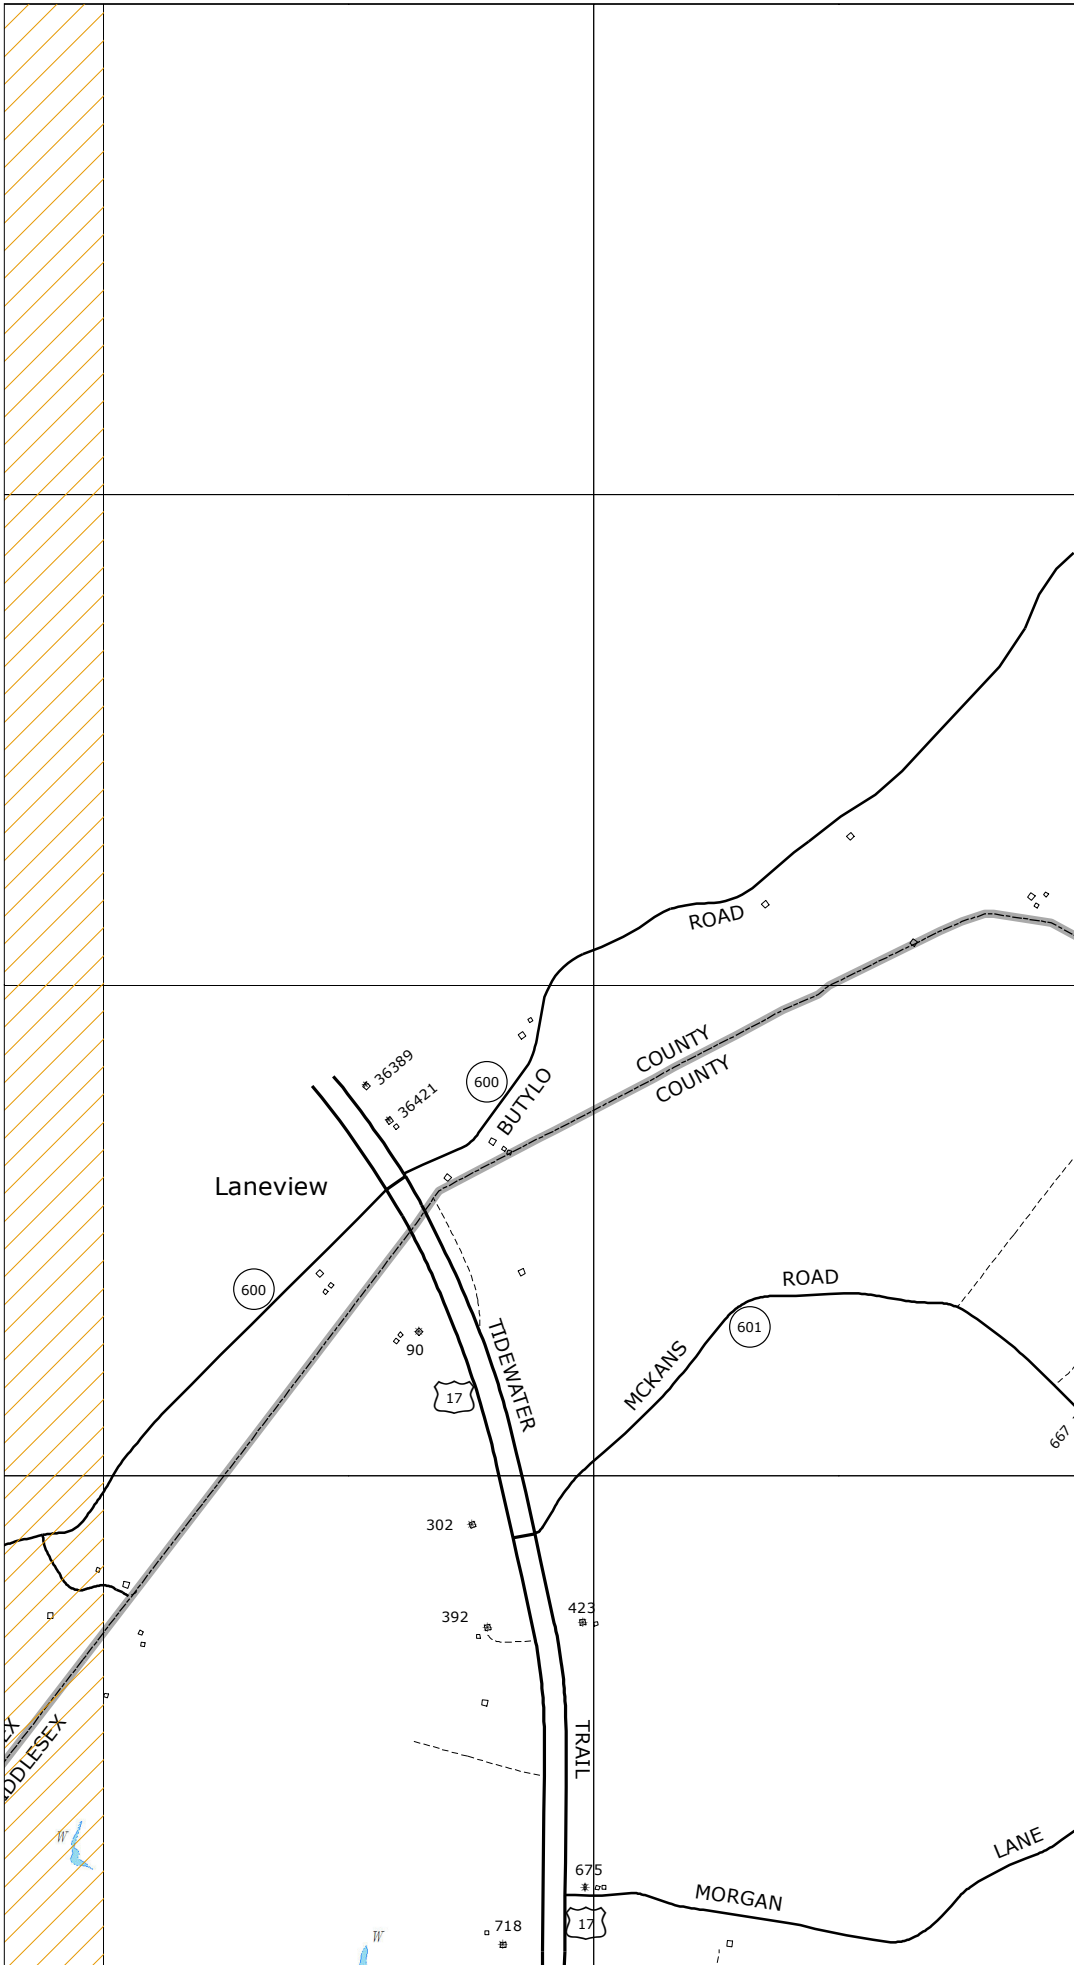 ROAD
COUNTY
COUNTY
36389
600
BUTYLO
36421
Laneview
600
ROAD
601
90
TIDEWATER
MCKANS
17
667
302
392
423
TRAIL
W
LANE
675
MORGAN
17
718
W